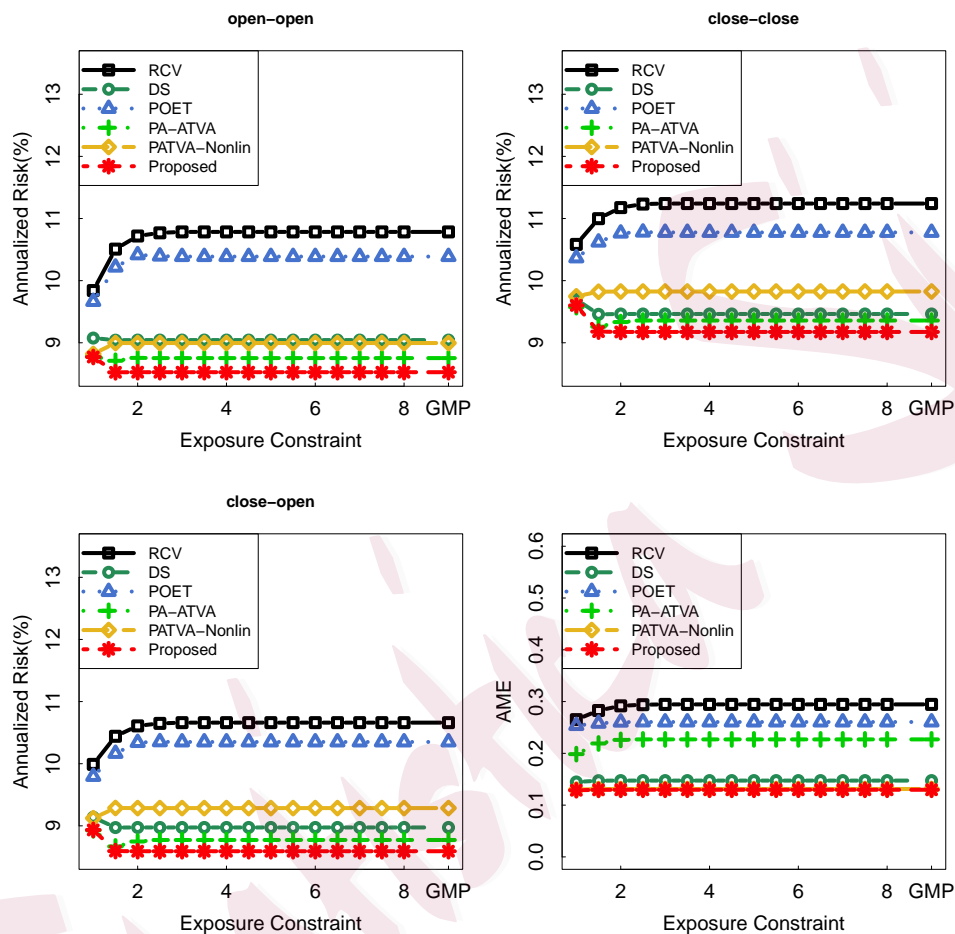 open-open
Annualized Risk(%)
13
12
11
10
9
RCV
DS
POET
PA-ATVA
PATVA-Nonlin
Proposed
2 4 6 8 GMP
Exposure Constraint
close-close
Annualized Risk(%)
13
12
11
10
9
RCV
DS
POET
PA-ATVA
PATVA-Nonlin
Proposed
2 4 6 8 GMP
Exposure Constraint
close-open
Annualized Risk(%)
13
12
11
10
9
RCV
DS
POET
PA-ATVA
PATVA-Nonlin
Proposed
2 4 6 8 GMP
Exposure Constraint
AME
0.6
0.5
0.4
0.3
0.2
0.1
0.0
RCV
DS
POET
PA-ATVA
PATVA-Nonlin
Proposed
2 4 6 8 GMP
Exposure Constraint